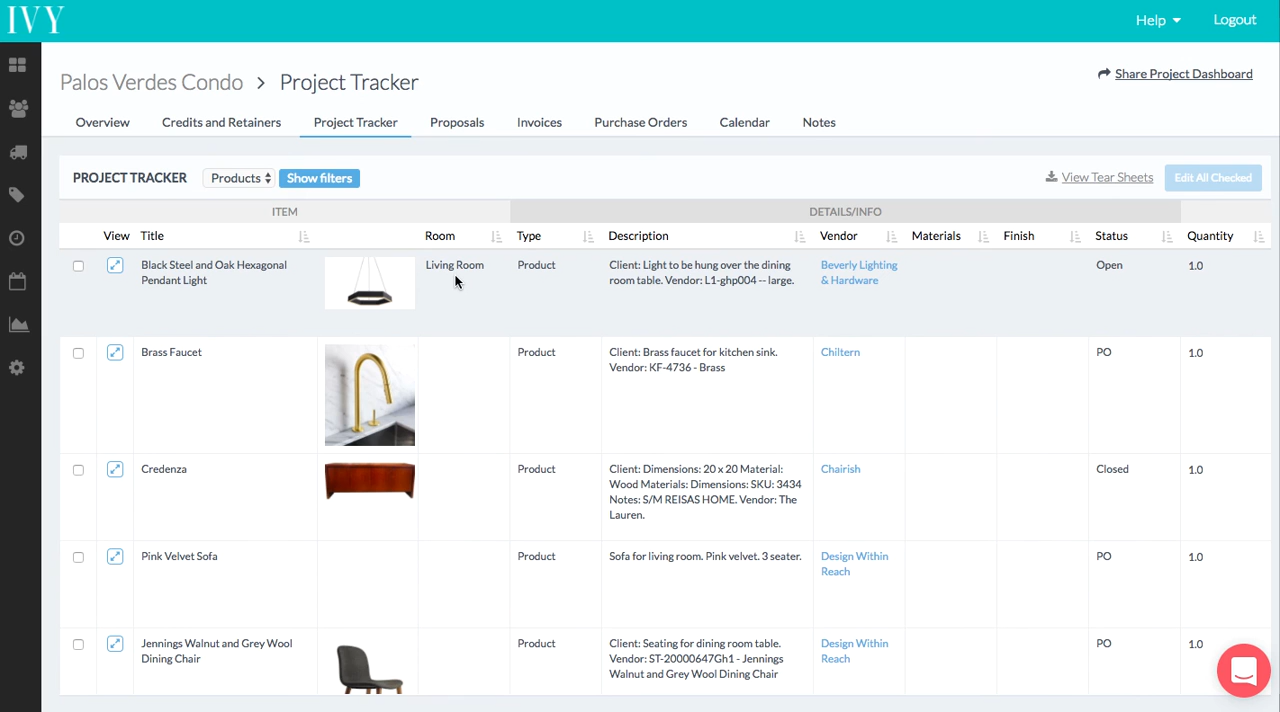 IVY
Help
Logout
Palos Verdes Condo > Project Tracker
Share Project Dashboard
Overview
Credits and Retainers
Project Tracker
Proposals
Invoices
Purchase Orders
Calendar
Notes
PROJECT TRACKER
Products
Show filters
View Tear Sheets
Edit All Checked
ITEM
DETAILS/INFO
View
Title
Room
Type
Description
Vendor
Materials
Finish
Status
Quantity
Black Steel and Oak Hexagonal
Pendant Light
Living Room
Product
Client: Light to be hung over the dining
room table. Vendor: L1-ghp004 -- large.
Beverly Lighting
& Hardware
Open
1.0
Brass Faucet
Product
Client: Brass faucet for kitchen sink.
Vendor: KF-4736 - Brass
Chiltern
PO
1.0
Credenza
Product
Client: Dimensions: 20 x 20 Material:
Wood Materials: Dimensions: SKU: 3434
Notes: S/M REISAS HOME. Vendor: The
Lauren.
Chairish
Closed
1.0
Pink Velvet Sofa
Product
Sofa for living room. Pink velvet. 3 seater.
Design Within
Reach
PO
1.0
Jennings Walnut and Grey Wool
Dining Chair
Product
Client: Seating for dining room table.
Vendor: ST-20000647Gh1 - Jennings
Walnut and Grey Wool Dining Chair
Design Within
Reach
PO
1.0